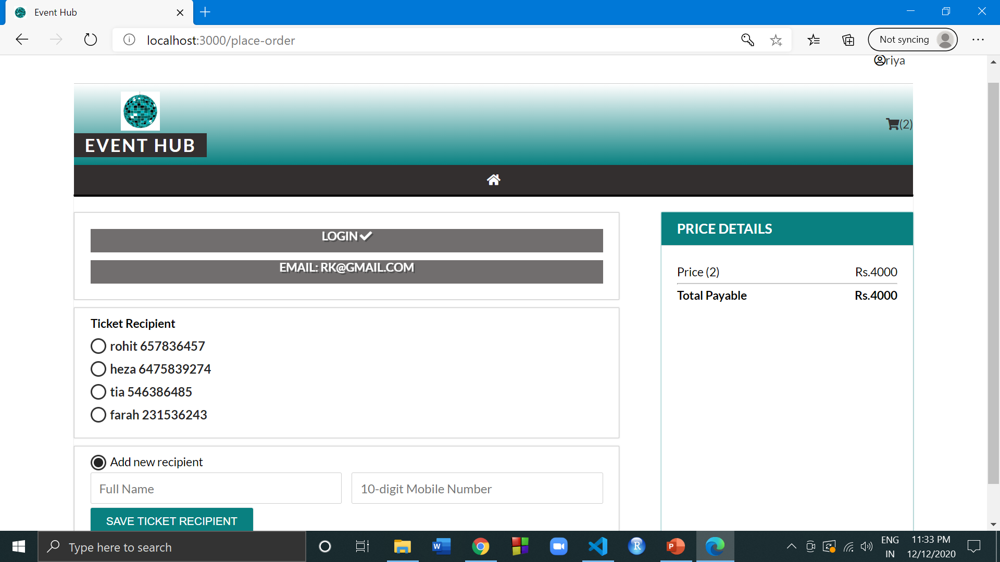 Event Hub
localhost:3000/place-order
Not syncing
riya
(2)
EVENT HUB
LOGIN
EMAIL: RK@GMAIL.COM
PRICE DETAILS
Price (2) Rs.4000
Total Payable Rs.4000
Ticket Recipient
rohit 657836457
heza 6475839274
tia 546386485
farah 231536243
Add new recipient
Full Name
10-digit Mobile Number
SAVE TICKET RECIPIENT
Type here to search
W
R
P
ENG
IN
11:33 PM
12/12/2020